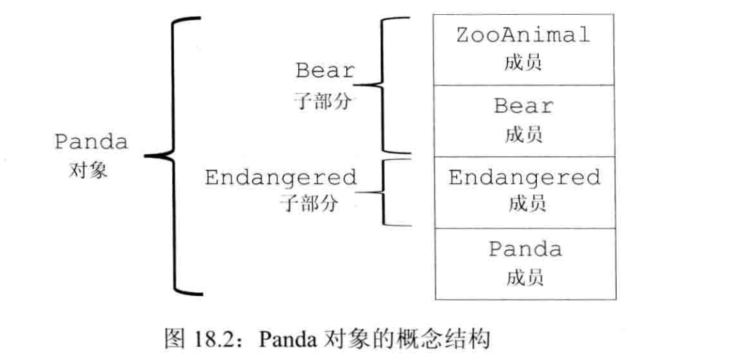 ZooAnimal
成员
Bear
子部分
Bear
成员
Panda
对象
Endangered
子部分
Endangered
成员
Panda
成员
图 18.2：Panda 对象的概念结构